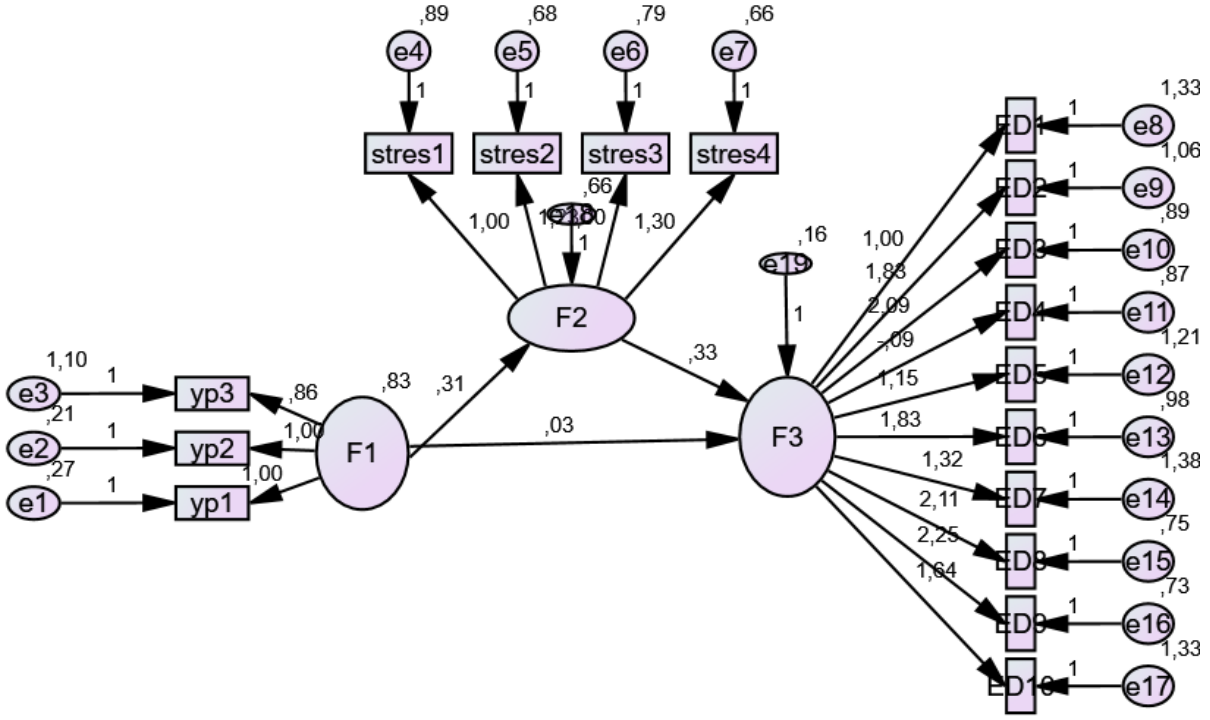 ,89 ,68 ,79 ,66
e4 e5 e6 e7
1 1 1 1
stres1 stres2 stres3 stres4
,66
1,00 1,30
1
F2
,16
e19
1
1,33
ED1 1 e8
1,06
ED2 1 e9
,89
ED3 1 e10
,87
ED4 1 e11
1,21
ED5 1 e12
,98
ED6 1 e13
1,38
ED7 1 e14
,75
ED8 1 e15
,73
ED9 1 e16
1,33
ED10 1 e17
1,00
1,83
2,09
-,09
1,15
1,83
1,32
2,11
2,25
1,64
F3
,33
,31
,03
,83
F1
1,10
e3 1 yp3 ,86
,21
e2 1 yp2 1,00
,27
e1 1 yp1 1,00